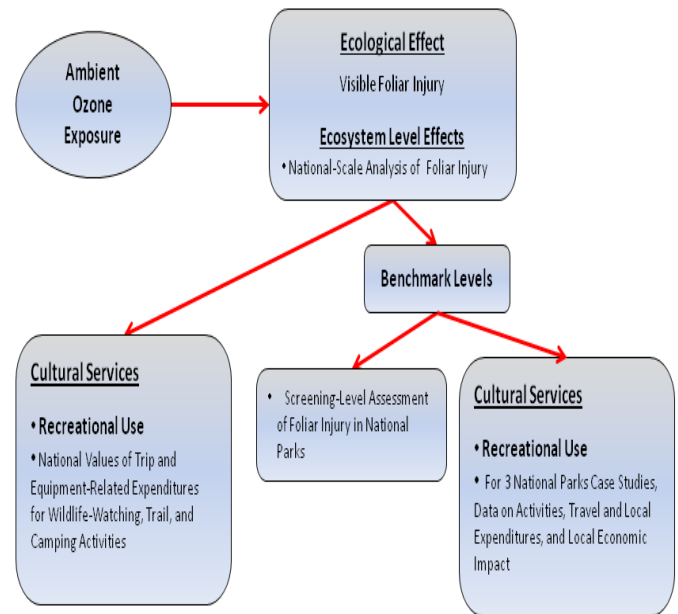 Ambient
Ozone
Exposure
Ecological Effect
Visible Foliar Injury
Ecosystem Level Effects
• National-Scale Analysis of Foliar Injury
Benchmark Levels
Cultural Services
• Recreational Use
• National Values of Trip and
Equipment-Related Expenditures
for Wildlife-Watching, Trail, and
Camping Activities
• Screening-Level Assessment
of Foliar Injury in National
Parks
Cultural Services
• Recreational Use
• For 3 National Parks Case Studies,
Data on Activities, Travel and Local
Expenditures, and Local Economic
Impact